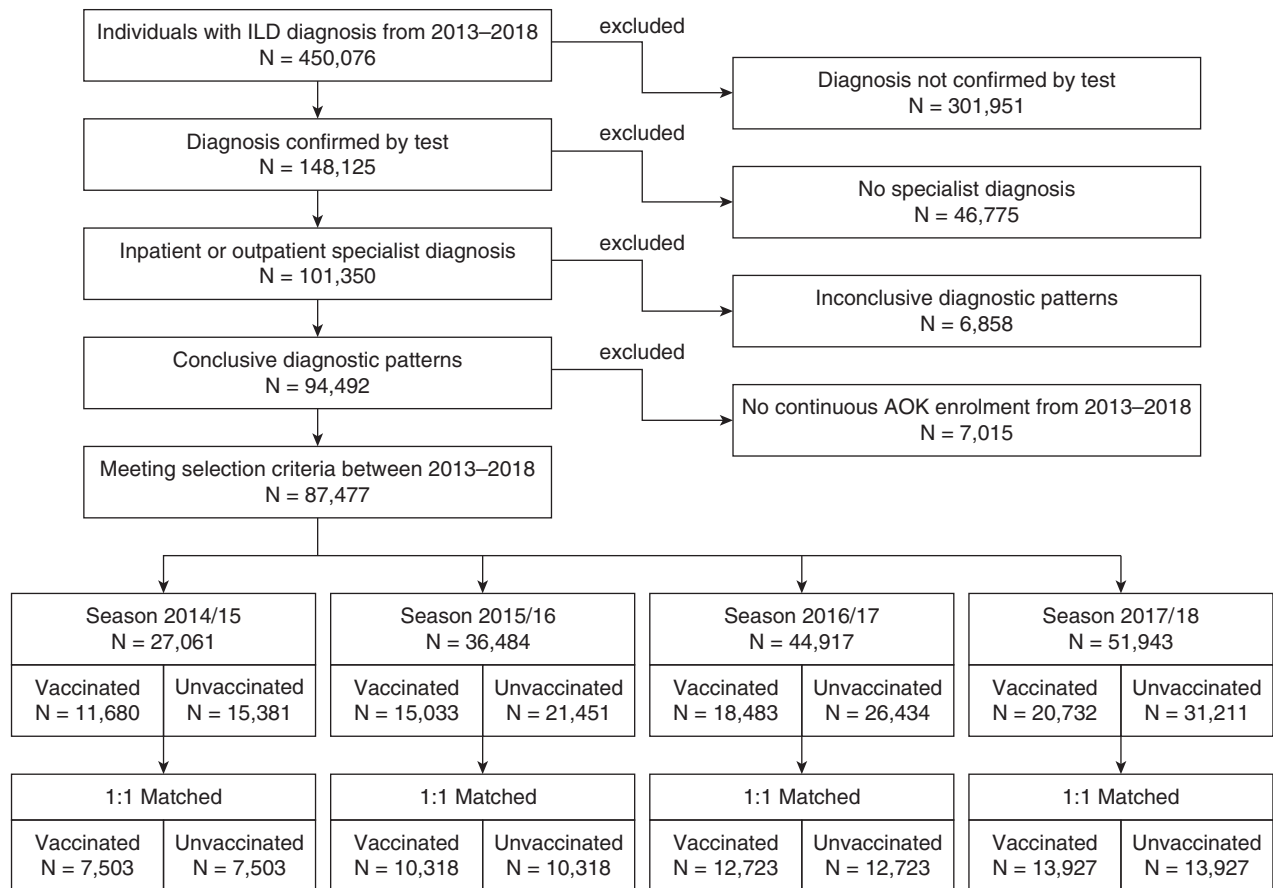 Individuals with ILD diagnosis from 2013–2018
N = 450,076
excluded
Diagnosis not confirmed by test
N = 301,951
Diagnosis confirmed by test
N = 148,125
excluded
No specialist diagnosis
N = 46,775
Inpatient or outpatient specialist diagnosis
N = 101,350
excluded
Inconclusive diagnostic patterns
N = 6,858
Conclusive diagnostic patterns
N = 94,492
excluded
No continuous AOK enrolment from 2013–2018
N = 7,015
Meeting selection criteria between 2013–2018
N = 87,477
Season 2014/15
N = 27,061
Vaccinated
N = 11,680
Unvaccinated
N = 15,381
Season 2015/16
N = 36,484
Vaccinated
N = 15,033
Unvaccinated
N = 21,451
Season 2016/17
N = 44,917
Vaccinated
N = 18,483
Unvaccinated
N = 26,434
Season 2017/18
N = 51,943
Vaccinated
N = 20,732
Unvaccinated
N = 31,211
1:1 Matched
Vaccinated
N = 7,503
Unvaccinated
N = 7,503
1:1 Matched
Vaccinated
N = 10,318
Unvaccinated
N = 10,318
1:1 Matched
Vaccinated
N = 12,723
Unvaccinated
N = 12,723
1:1 Matched
Vaccinated
N = 13,927
Unvaccinated
N = 13,927